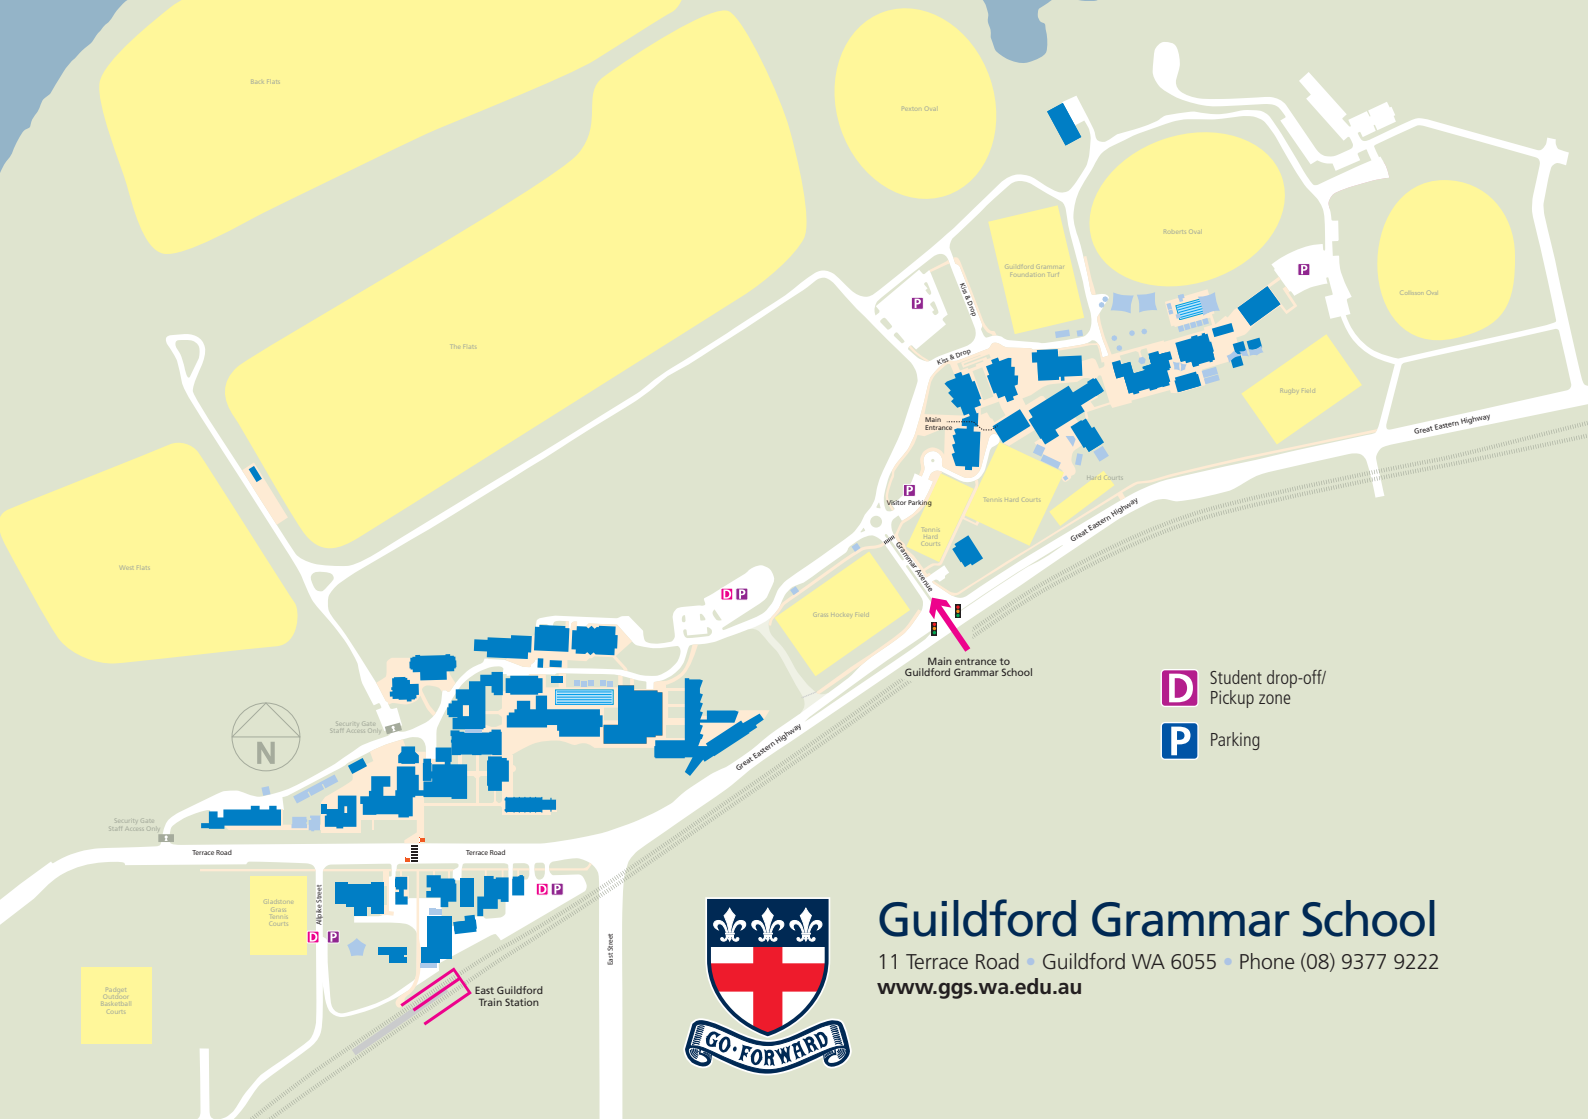 Back Flats
Paxton Oval
Roberts Oval
Guildford Grammar
Foundation Turf
P
P
Kiss & Drop
Colleson Oval
The Flats
Kiss & Drop
Rugby Field
Main
Entrance
Great Eastern Highway
Hard Courts
P
Visitor Parking
Tennis Hard Courts
Great Eastern Highway
Tennis
Hard
Courts
Grammar Avenue
West Flats
D P
Grass Hockey Field
Main entrance to
Guildford Grammar School
D Student drop-off/
Pickup zone
P Parking
Security Gate
Staff Access Only
N
Great Eastern Highway
Security Gate
Staff Access Only
Terrace Road
Terrace Road
D P
Gladstone
Grass
Tennis
Courts
Allpike Street
D P
East Street
Padget
Outdoor
Basketball
Courts
East Guildford
Train Station
GO·FORWARD
Guildford Grammar School
11 Terrace Road • Guildford WA 6055 • Phone (08) 9377 9222
www.ggs.wa.edu.au